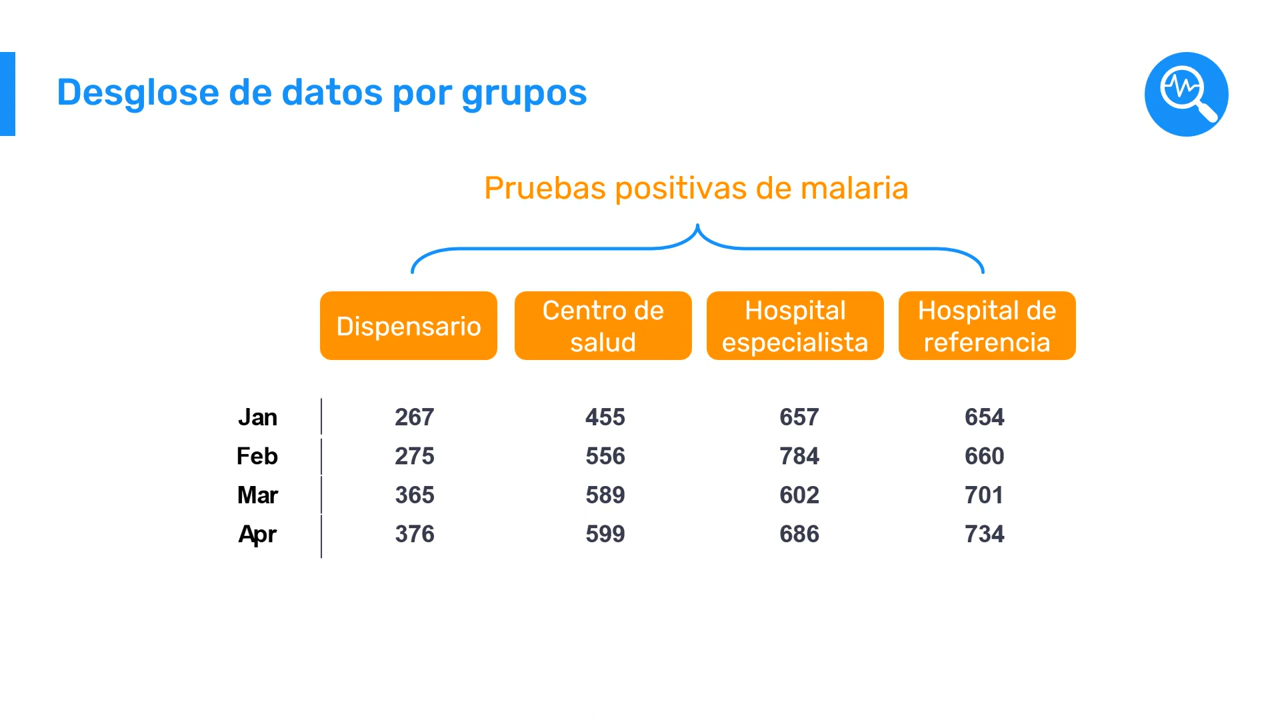 Desglose de datos por grupos
Pruebas positivas de malaria
Dispensario
Centro de
salud
Hospital
especialista
Hospital de
referencia
Jan 267 455 657 654
Feb 275 556 784 660
Mar 365 589 602 701
Apr 376 599 686 734